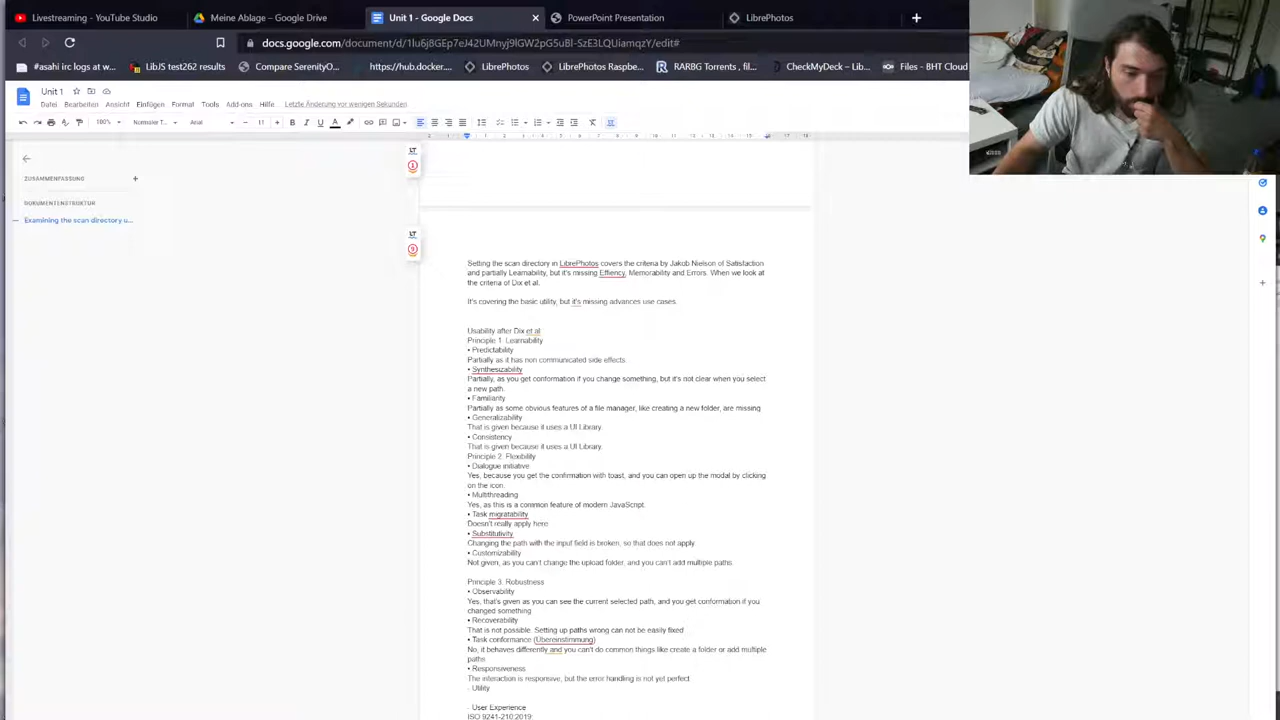 Livestreaming - YouTube Studio
Meine Ablage – Google Drive
Unit 1 - Google Docs
PowerPoint Presentation
LibrePhotos
docs.google.com/document/d/1lu6j8GEp7eJ42UMnyj9lGW2pG5uBl-SzE3LQUiamqzY/edit#
#asahi irc logs at w...
LibJS test262 results
Compare SerenityO...
https://hub.docker...
LibrePhotos
LibrePhotos Raspbe...
RARBG Torrents , fil...
CheckMyDeck – Lib...
Files - BHT Cloud
Unit 1
Datei Bearbeiten Ansicht Einfügen Format Tools Add-ons Hilfe Letzte Änderung vor wenigen Sekunden
100% Normaler T... Arial 11
ZUSAMMENFASSUNG
DOKUMENTENSTRUKTUR
Examining the scan directory u...
Setting the scan directory in LibrePhotos covers the criteria by Jakob Nielson of Satisfaction
and partially Learnability, but it's missing Effiency, Memorability and Errors. When we look at
the criteria of Dix et al.
It's covering the basic utility, but it's missing advances use cases.
Usability after Dix et al
Principle 1: Learnability
• Predictability
Partially as it has non communicated side effects.
• Synthesizability
Partially, as you get conformation if you change something, but it's not clear when you select
a new path.
• Familiarity
Partially as some obvious features of a file manager, like creating a new folder, are missing
• Generalizability
That is given because it uses a UI Library.
• Consistency
That is given because it uses a UI Library.
Principle 2: Flexibility
• Dialogue initiative
Yes, because you get the confirmation with toast, and you can open up the modal by clicking
on the icon.
• Multithreading
Yes, as this is a common feature of modern JavaScript.
• Task migratability
Doesn't really apply here
• Substitutivity
Changing the path with the input field is broken, so that does not apply.
• Customizability
Not given, as you can't change the upload folder, and you can't add multiple paths
Principle 3: Robustness
• Observability
Yes, that's given as you can see the current selected path, and you get conformation if you
changed something
• Recoverability
That is not possible. Setting up paths wrong can not be easily fixed
• Task conformance (Übereinstimmung)
No, it behaves differently and you can't do common things like create a folder or add multiple
paths
• Responsiveness
The interaction is responsive, but the error handling is not yet perfect
- Utility
- User Experience
ISO 9241-210:2019: